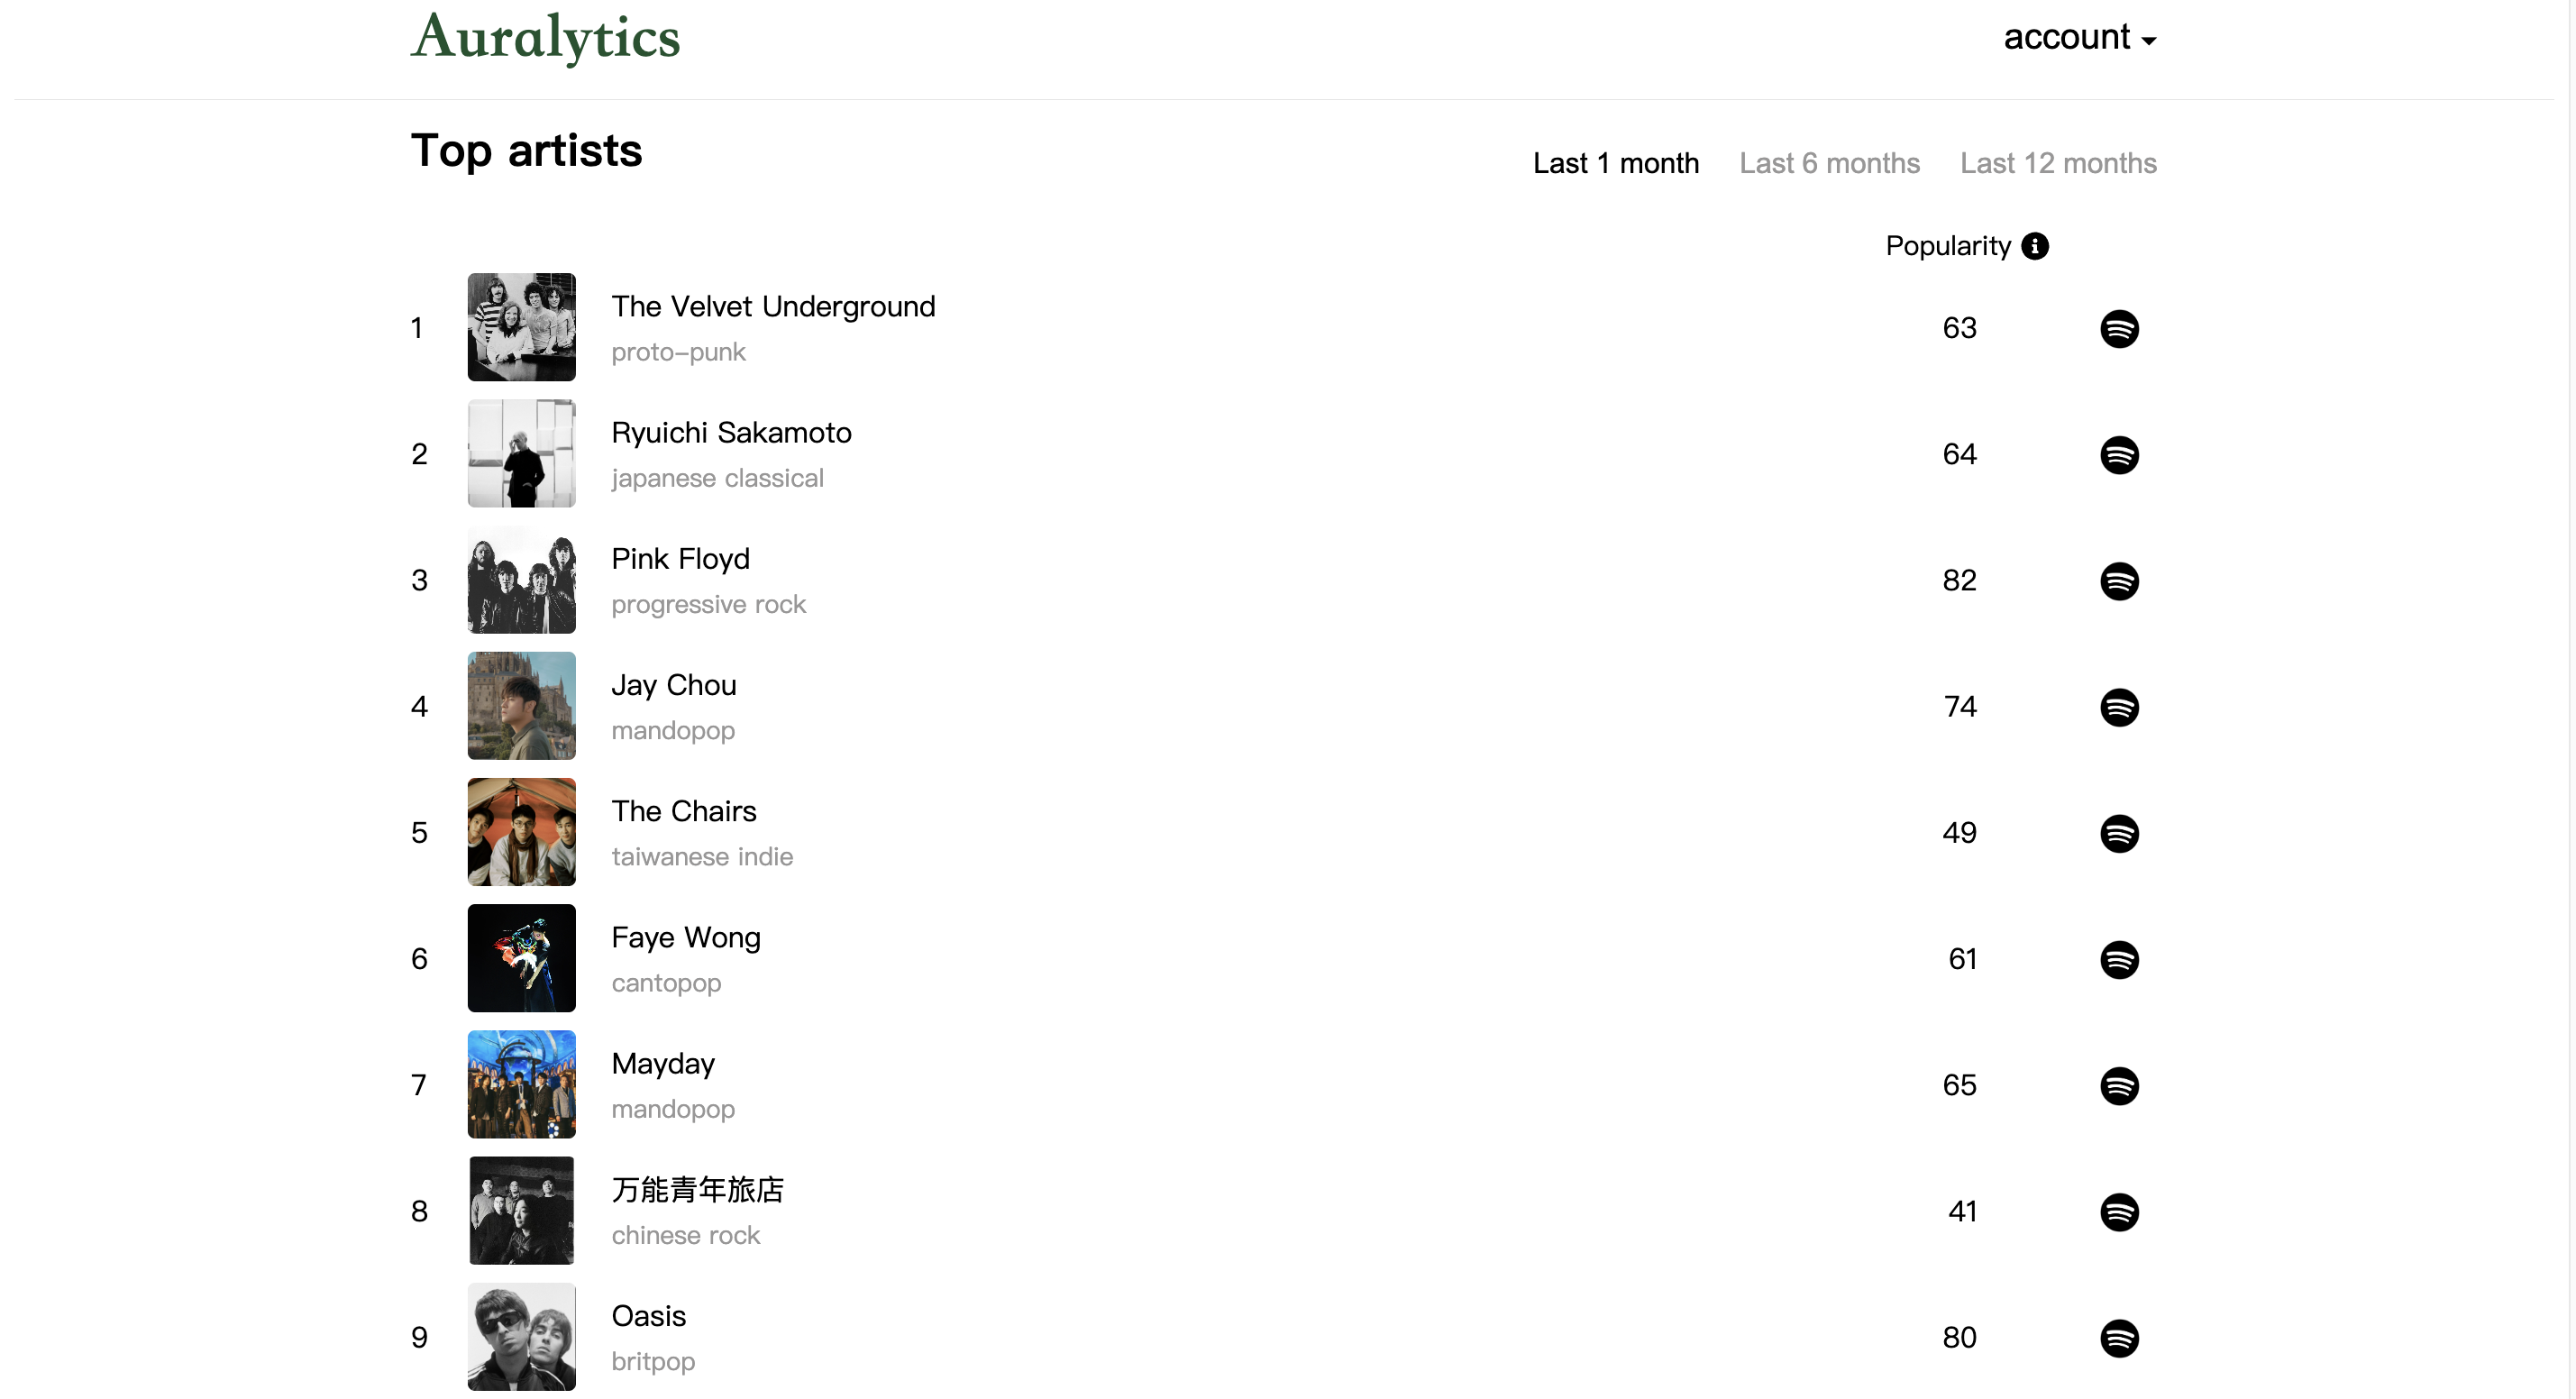 Auralytics
account
Top artists
Last 1 month Last 6 months Last 12 months
Popularity
1
The Velvet Underground
proto-punk
63
2
Ryuichi Sakamoto
japanese classical
64
3
Pink Floyd
progressive rock
82
4
Jay Chou
mandopop
74
5
The Chairs
taiwanese indie
49
6
Faye Wong
cantopop
61
7
Mayday
mandopop
65
8
万能青年旅店
chinese rock
41
9
Oasis
britpop
80